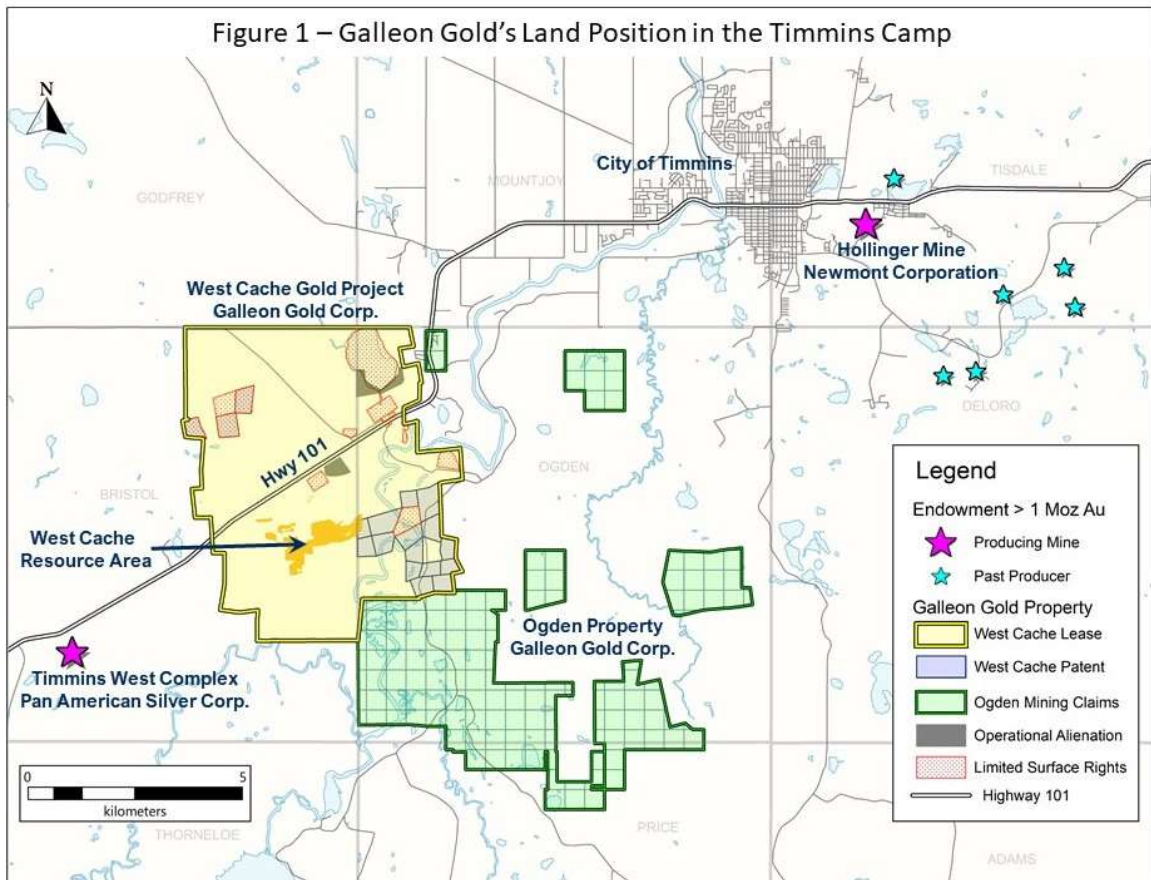 Figure 1 – Galleon Gold's Land Position in the Timmins Camp
N
City of Timmins
TISDALE
MOUNTJOY
GODFREY
Hollinger Mine
Newmont Corporation
West Cache Gold Project
Galleon Gold Corp.
DELORO
Hwy 101
OGDEN
BRISTOL
West Cache
Resource Area
Ogden Property
Galleon Gold Corp.
Timmins West Complex
Pan American Silver Corp.
0 5
kilometers
THORNELOE
PRICE
ADAMS
Legend
Endowment > 1 Moz Au
Producing Mine
Past Producer
Galleon Gold Property
West Cache Lease
West Cache Patent
Ogden Mining Claims
Operational Alienation
Limited Surface Rights
Highway 101